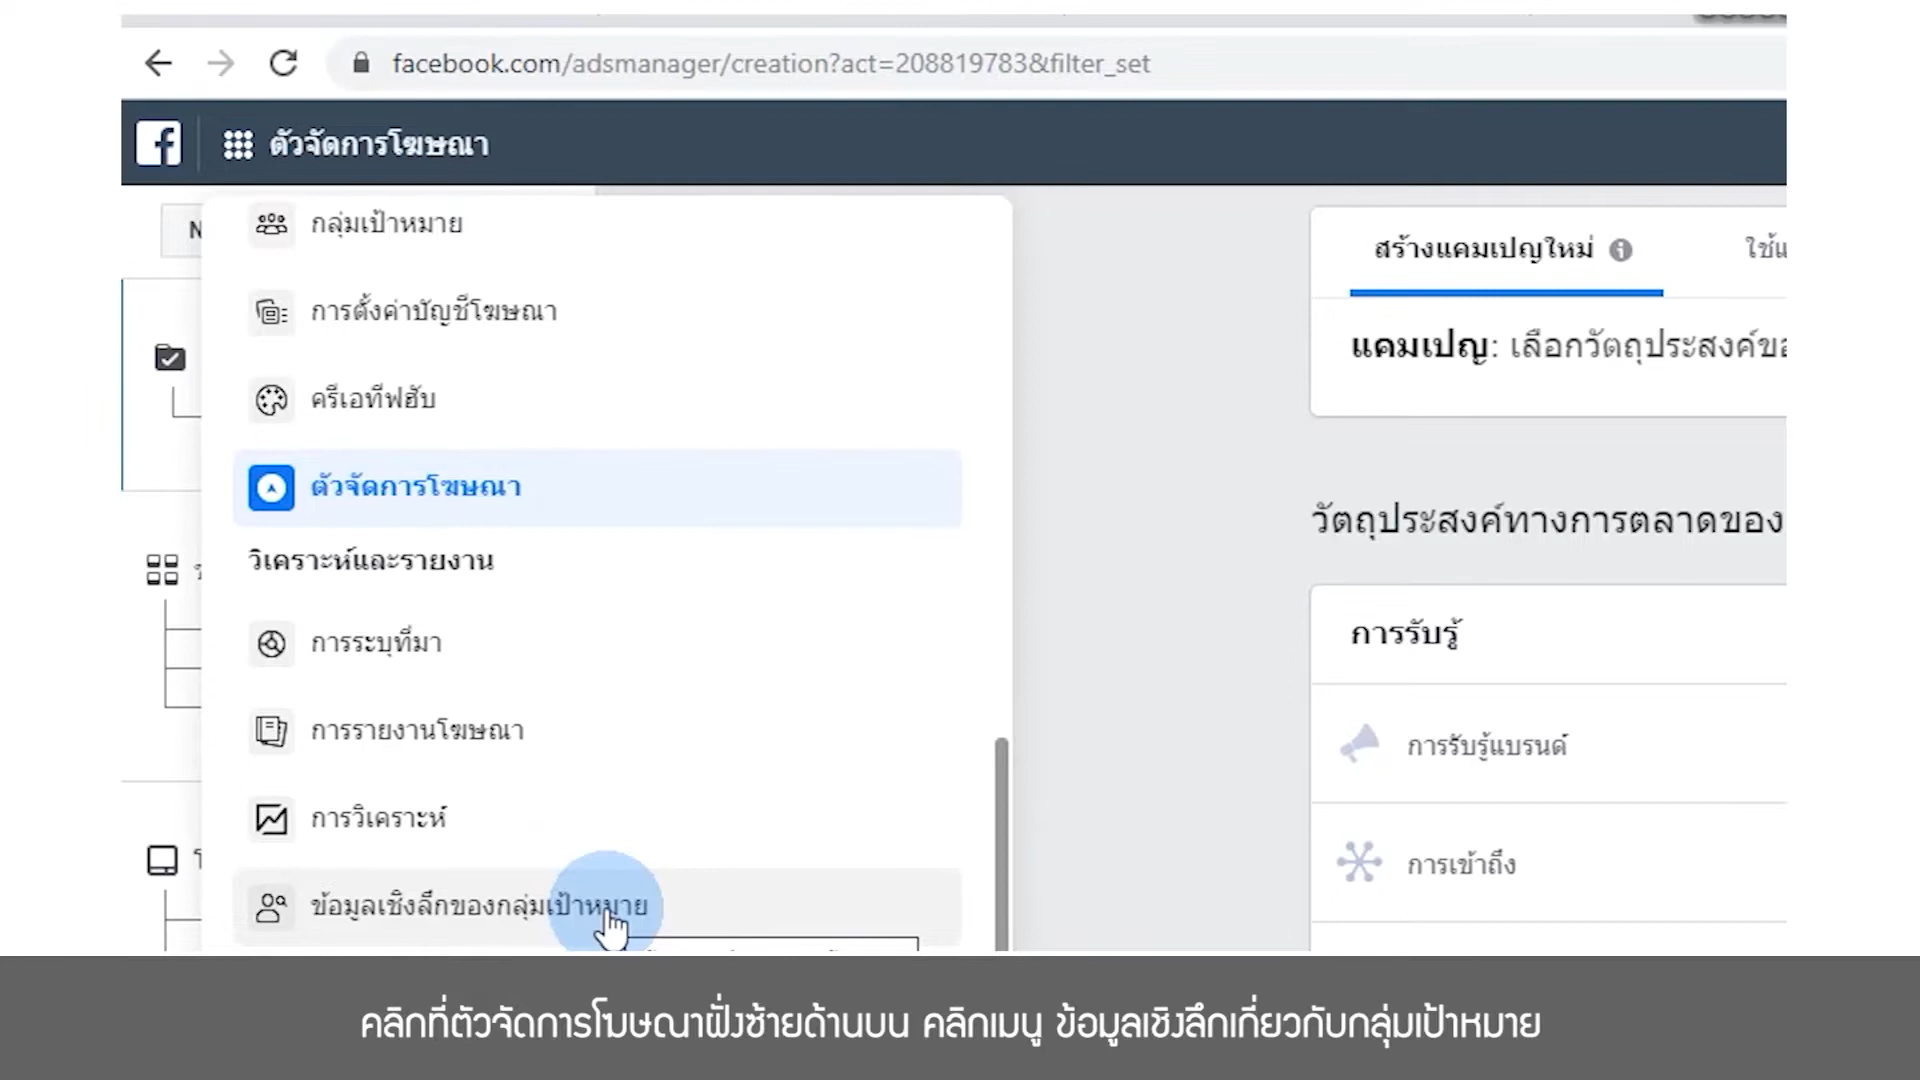 facebook.com/adsmanager/creation?act=208819783&filter_set
ตัวจัดการโฆษณา
N
กลุ่มเป้าหมาย
การตั้งค่าบัญชีโฆษณา
ครีเอทีฟฮับ
ตัวจัดการโฆษณา
วิเคราะห์และรายงาน
การระบุที่มา
การรายงานโฆษณา
การวิเคราะห์
ข้อมูลเชิงลึกของกลุ่มเป้าหมาย
สร้างแคมเปญใหม่
แคมเปญ: เลือกวัตถุประสงค์ขอ
วัตถุประสงค์ทางการตลาดของ
การรับรู้
การรับรู้แบรนด์
การเข้าถึง
คลิกที่ตัวจัดการโฆษณาฝั่งซ้ายด้านบน คลิกเมนู ข้อมูลเชิงลึกเกี่ยวกับกลุ่มเป้าหมาย